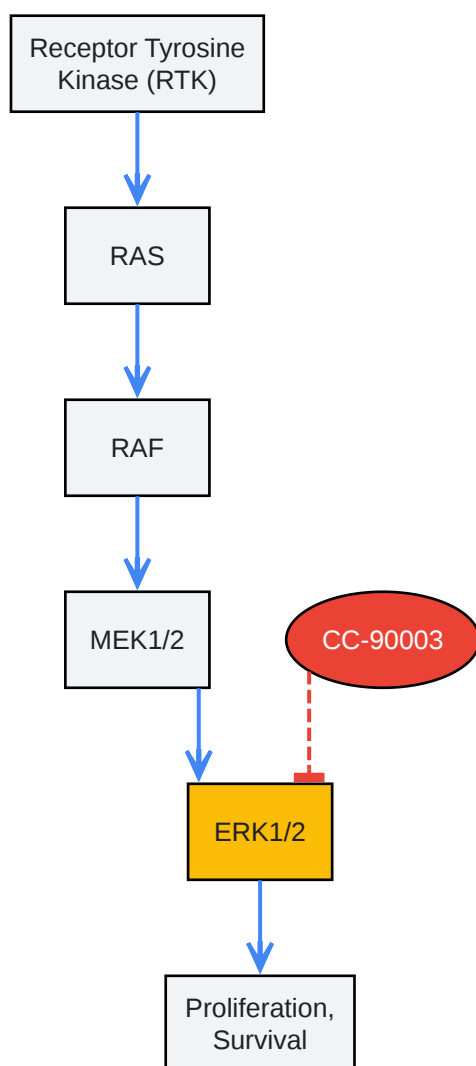 Receptor Tyrosine
Kinase (RTK)
RAS
RAF
MEK1/2
CC-90003
ERK1/2
Proliferation,
Survival